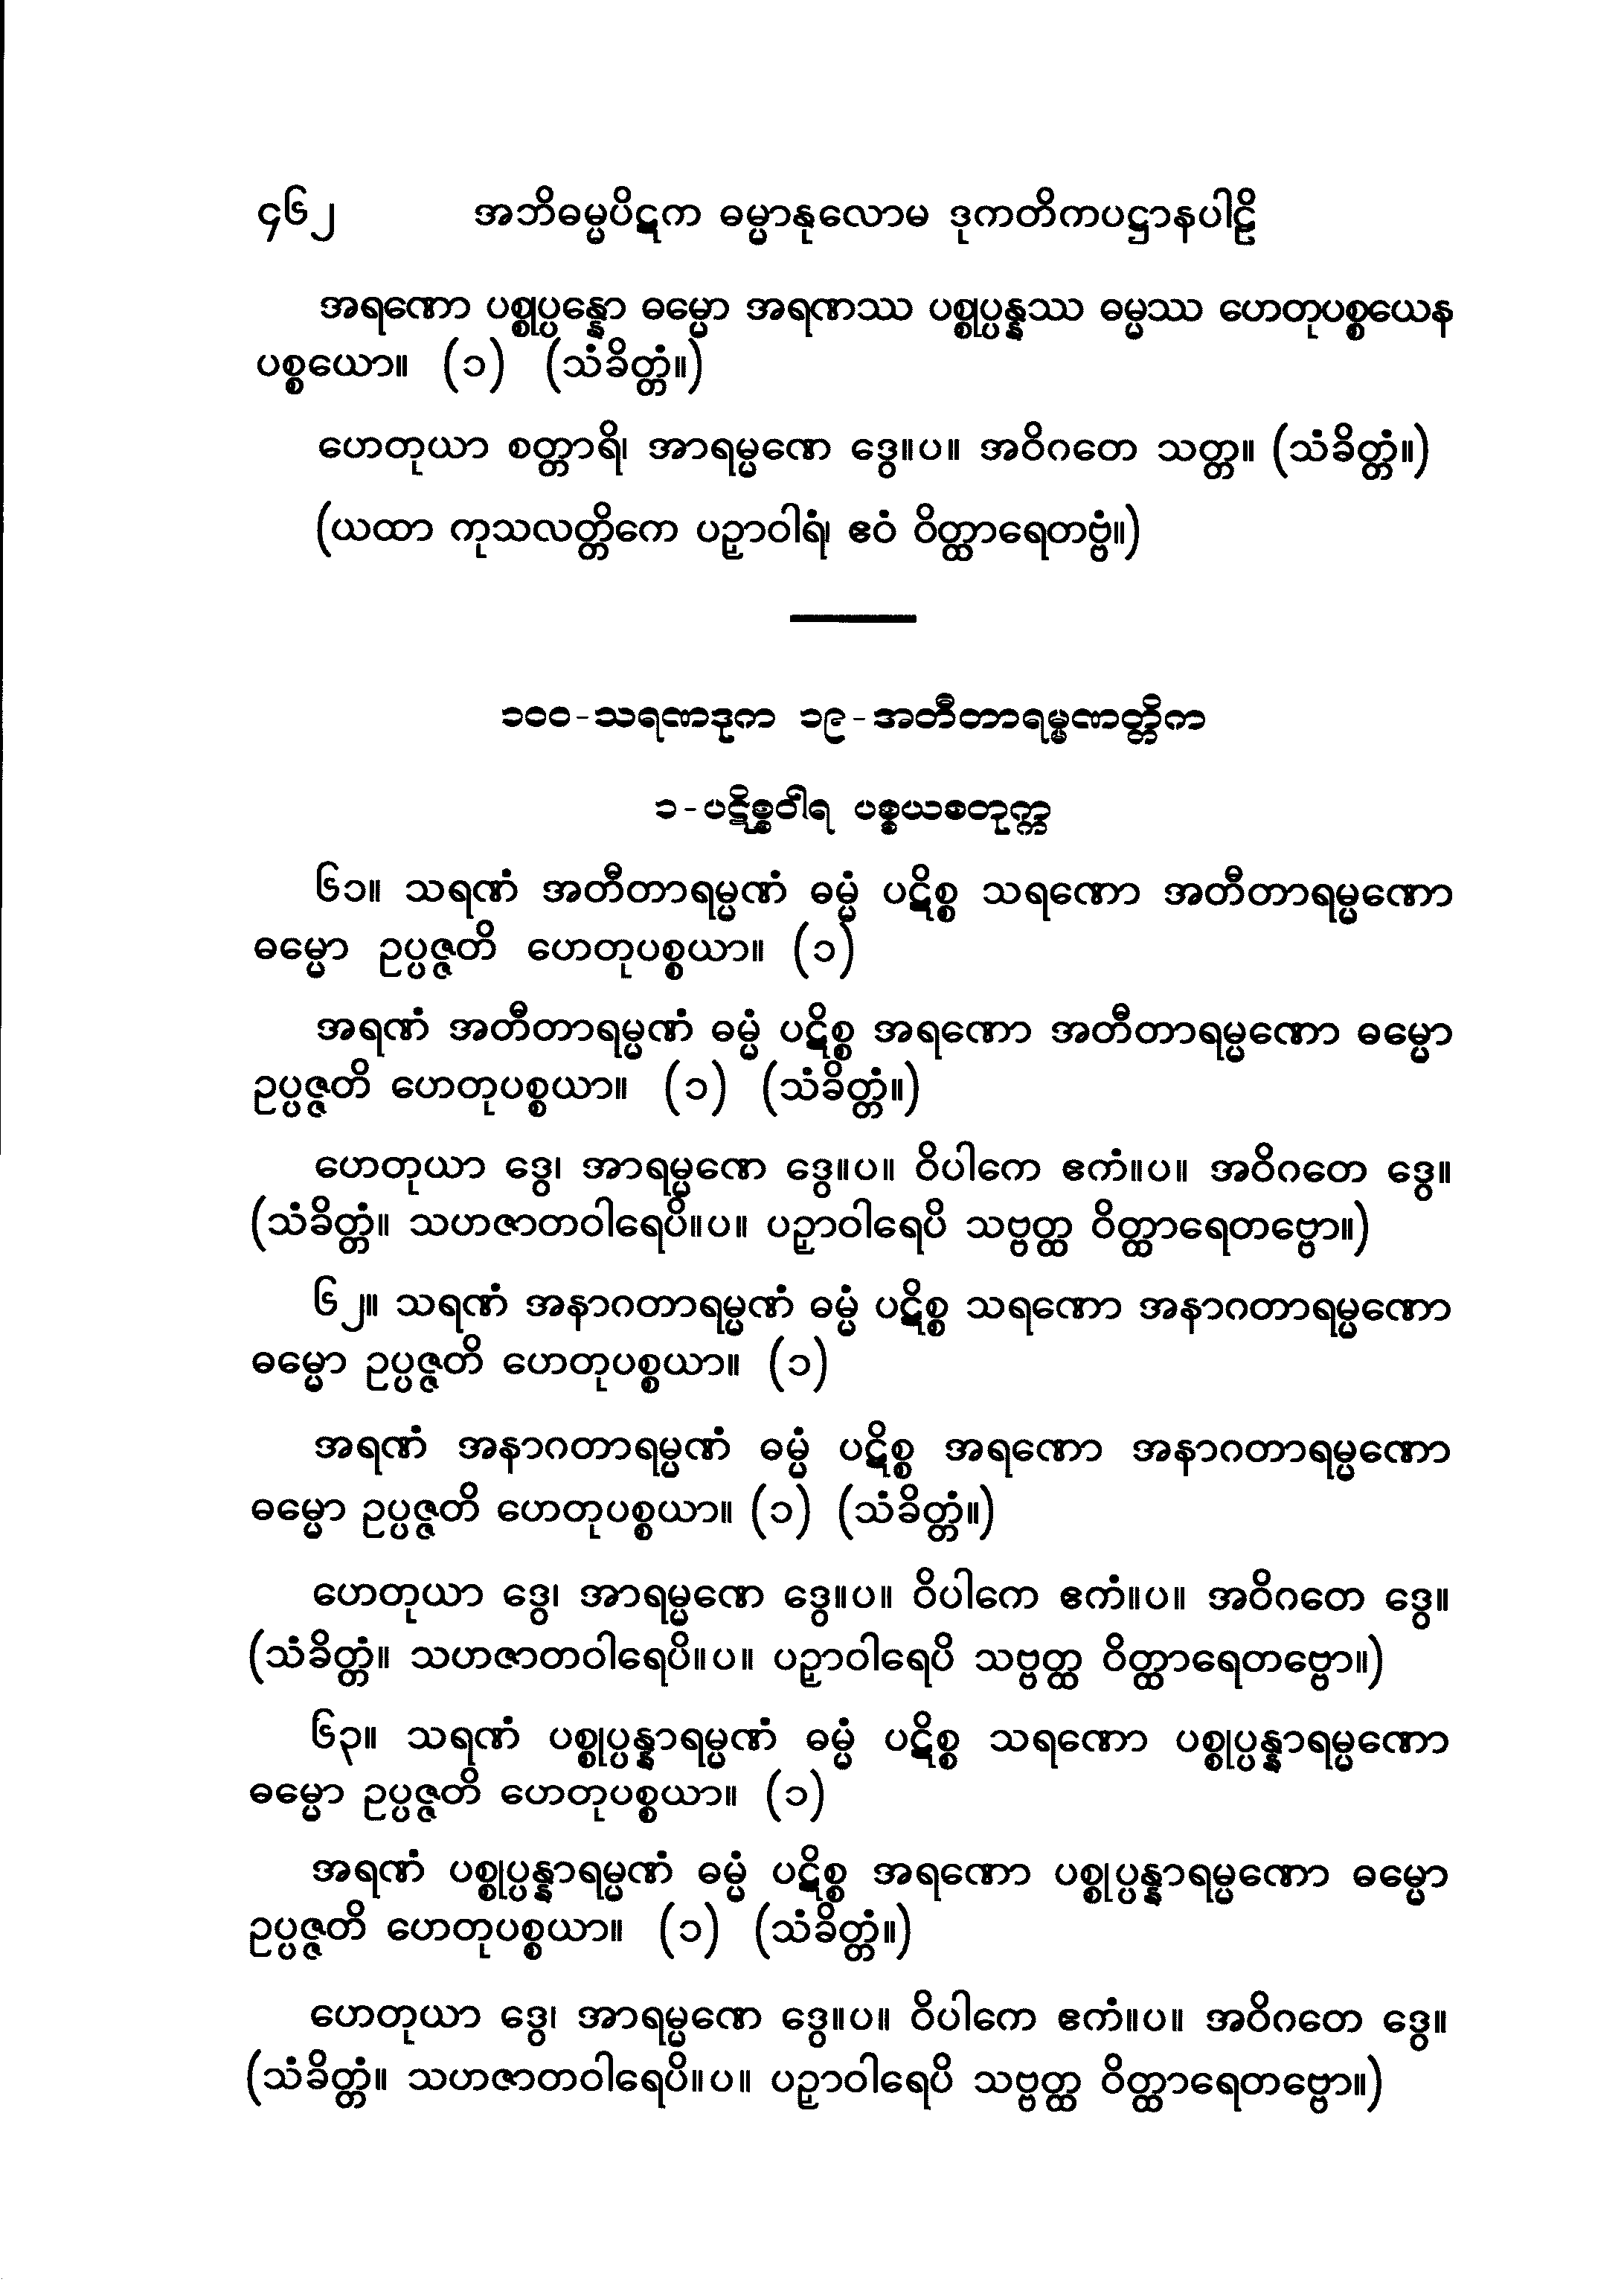 ၄၆၂ အဘိဓမ္မပိဋက ဓမ္မာနုလောမ ဒုကတိကပဋ္ဌာနပါဠိ
အရဏော ပစ္စုပ္ပန္နော ဓမ္မော အရဏဿ ပစ္စုပ္ပန္နဿ ဓမ္မဿ ဟေတုပစ္စယေန
ပစ္စယော။ (၁) (သံခိတ္တံ။)
ဟေတုယာ စတ္တာရိ၊ အာရမ္မဏေ ဒွေ။ပ။ အဝိဂတေ သတ္တ။ (သံခိတ္တံ။)
(ယထာ ကုသလတ္တိကေ ပဉှာဝါရံ၊ ဧဝံ ဝိတ္ထာရေတဗ္ဗံ။)
၁၀၀-သရဏဒုက ၁၉-အတီတာရမ္မဏတ္တိက
၁-ပဋိစ္စဝါရ ပစ္စယစတုက္က
၆၁။ သရဏံ အတီတာရမ္မဏံ ဓမ္မံ ပဋိစ္စ သရဏော အတီတာရမ္မဏော
ဓမ္မော ဥပ္ပဇ္ဇတိ ဟေတုပစ္စယာ။ (၁)
အရဏံ အတီတာရမ္မဏံ ဓမ္မံ ပဋိစ္စ အရဏော အတီတာရမ္မဏော ဓမ္မော
ဥပ္ပဇ္ဇတိ ဟေတုပစ္စယာ။ (၁) (သံခိတ္တံ။)
ဟေတုယာ ဒွေ၊ အာရမ္မဏေ ဒွေ။ပ။ ဝိပါကေ ဧကံ။ပ။ အဝိဂတေ ဒွေ။
(သံခိတ္တံ။ သဟဇာတဝါရေပိ။ပ။ ပဉှာဝါရေပိ သဗ္ဗတ္ထ ဝိတ္ထာရေတဗ္ဗော။)
၆၂။ သရဏံ အနာဂတာရမ္မဏံ ဓမ္မံ ပဋိစ္စ သရဏော အနာဂတာရမ္မဏော
ဓမ္မော ဥပ္ပဇ္ဇတိ ဟေတုပစ္စယာ။ (၁)
အရဏံ အနာဂတာရမ္မဏံ ဓမ္မံ ပဋိစ္စ အရဏော အနာဂတာရမ္မဏော
ဓမ္မော ဥပ္ပဇ္ဇတိ ဟေတုပစ္စယာ။ (၁) (သံခိတ္တံ။)
ဟေတုယာ ဒွေ၊ အာရမ္မဏေ ဒွေ။ပ။ ဝိပါကေ ဧကံ။ပ။ အဝိဂတေ ဒွေ။
(သံခိတ္တံ။ သဟဇာတဝါရေပိ။ပ။ ပဉှာဝါရေပိ သဗ္ဗတ္ထ ဝိတ္ထာရေတဗ္ဗော။)
၆၃။ သရဏံ ပစ္စုပ္ပန္နာရမ္မဏံ ဓမ္မံ ပဋိစ္စ သရဏော ပစ္စုပ္ပန္နာရမ္မဏော
ဓမ္မော ဥပ္ပဇ္ဇတိ ဟေတုပစ္စယာ။ (၁)
အရဏံ ပစ္စုပ္ပန္နာရမ္မဏံ ဓမ္မံ ပဋိစ္စ အရဏော ပစ္စုပ္ပန္နာရမ္မဏော ဓမ္မော
ဥပ္ပဇ္ဇတိ ဟေတုပစ္စယာ။ (၁) (သံခိတ္တံ။)
ဟေတုယာ ဒွေ၊ အာရမ္မဏေ ဒွေ။ပ။ ဝိပါကေ ဧကံ။ပ။ အဝိဂတေ ဒွေ။
(သံခိတ္တံ။ သဟဇာတဝါရေပိ။ပ။ ပဉှာဝါရေပိ သဗ္ဗတ္ထ ဝိတ္ထာရေတဗ္ဗော။)